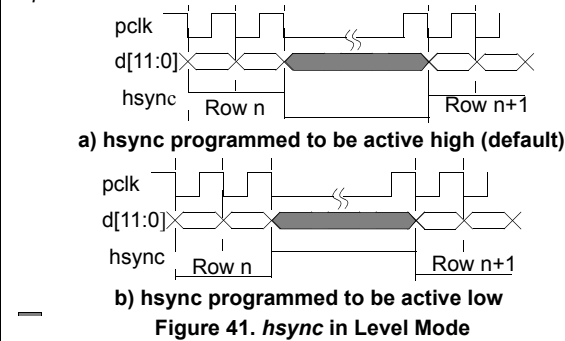 pclk
d[11:0]
hsync
Row n
Row n+1
a) hsync programmed to be active high (default)
pclk
d[11:0]
hsync
Row n
Row n+1
b) hsync programmed to be active low
Figure 41. hsync in Level Mode